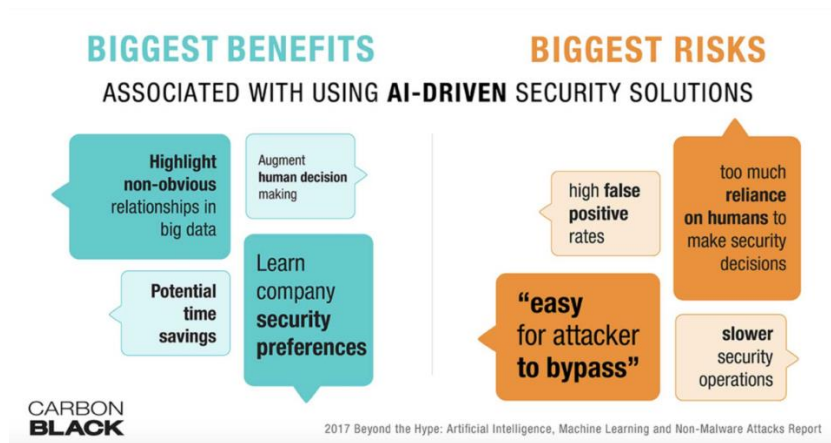 BIGGEST BENEFITS
BIGGEST RISKS
ASSOCIATED WITH USING AI-DRIVEN SECURITY SOLUTIONS
Highlight
non-obvious
relationships in
big data
Augment
human decision
making
Potential
time
savings
Learn
company
security
preferences
high false
positive
rates
too much
reliance
on humans to
make security
decisions
“easy
for attacker
to bypass”
slower
security
operations
CARBON
BLACK
2017 Beyond the Hype: Artificial Intelligence, Machine Learning and Non-Malware Attacks Report